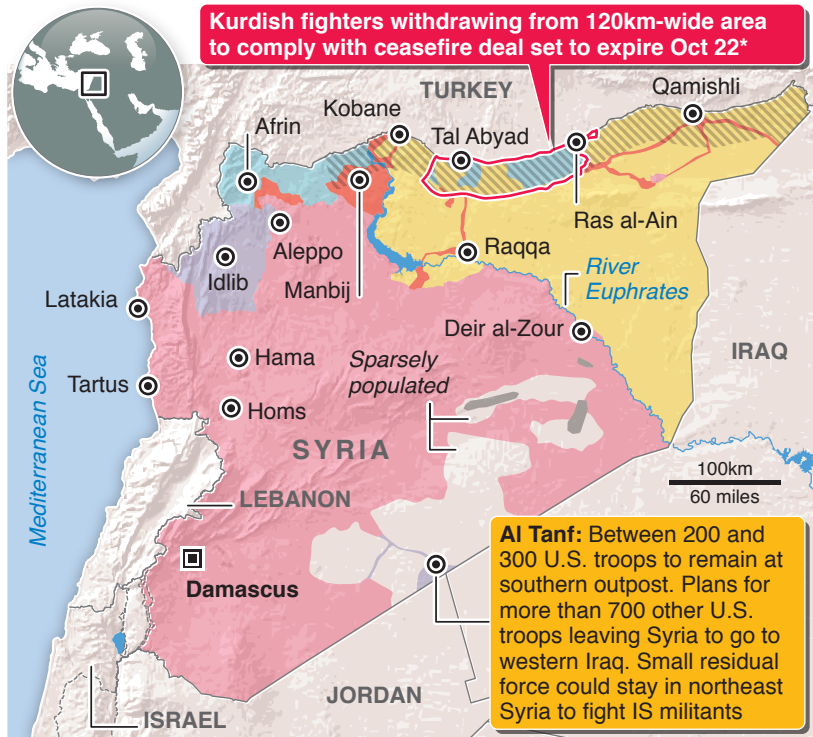 Kurdish fighters withdrawing from 120km-wide area
to comply with ceasefire deal set to expire Oct 22*
TURKEY
Qamishli
Kobane
Afrin
Tal Abyad
Ras al-Ain
Aleppo
Raqqa
Idlib
Manbij
River
Euphrates
Latakia
Deir al-Zour
IRAQ
Hama
Sparsely
populated
Tartus
Homs
Mediterranean Sea
SYRIA
100km
60 miles
LEBANON
Al Tanf: Between 200 and
300 U.S. troops to remain at
southern outpost. Plans for
more than 700 other U.S.
troops leaving Syria to go to
western Iraq. Small residual
force could stay in northeast
Syria to fight IS militants
Damascus
JORDAN
ISRAEL